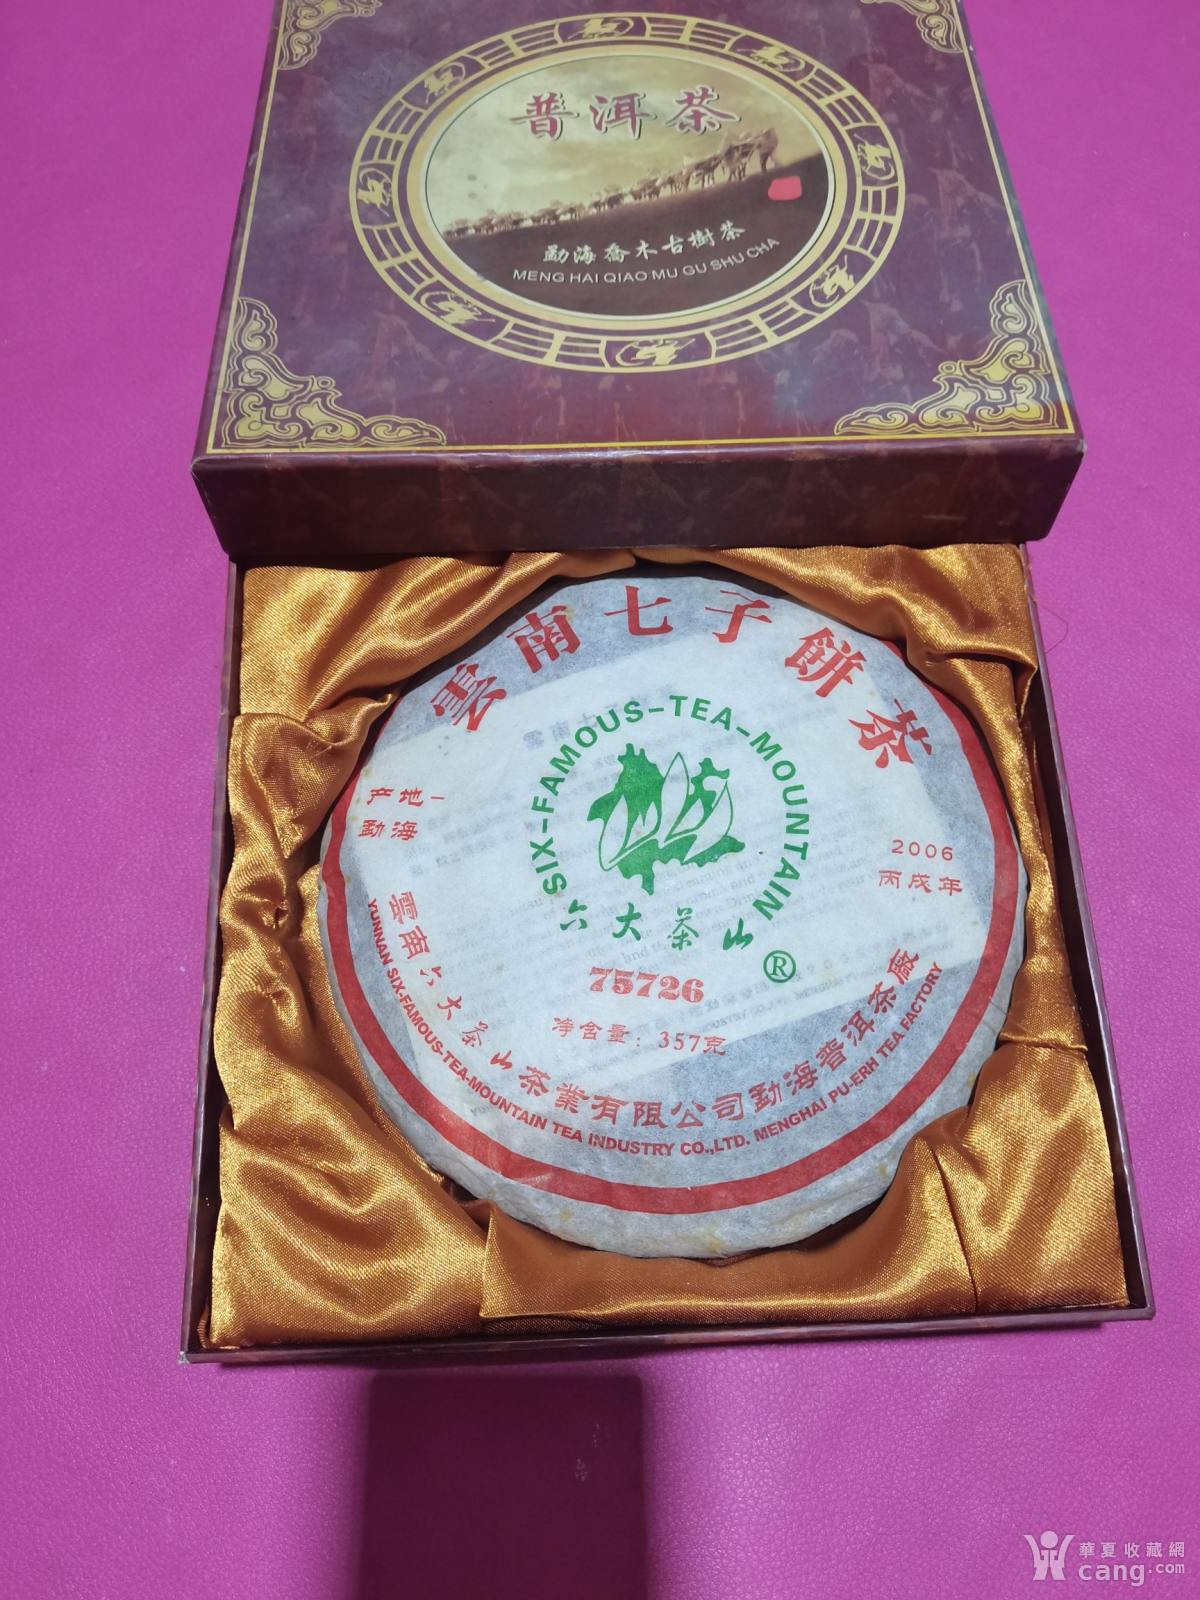 普洱茶
勐海喬木古樹茶
MENG HAI QIAO MU GU SHU CHA
雲南七子餅茶
SIX-FAMOUS-TEA-MOUNTAIN
六大茶山
®
产地－
勐海
2006
丙戌年
75726
净含量：357克
雲南六大茶山茶業有限公司勐海普洱茶廠
YUNNAN SIX-FAMOUS-TEA-MOUNTAIN TEA INDUSTRY CO.,LTD. MENGHAI PU-ERH TEA FACTORY
華夏收藏網
cang.com